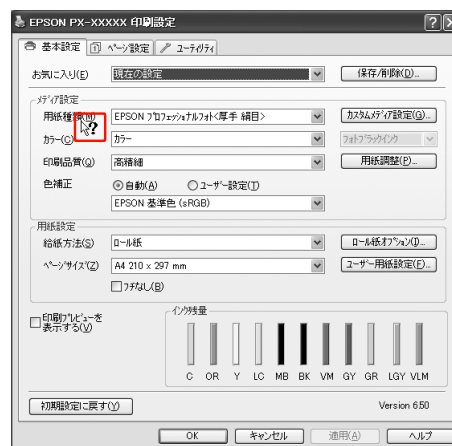 EPSON PX-XXXXX 印刷設定
基本設定 ページ設定 ユーティリティ
お気に入り(E) 現在の設定 保存/削除(D)...
メディア設定
用紙種類(M) EPSON プロフェッショナルフォト<厚手 絹目> カスタムメディア設定(G)...
カラー(C) カラー フォトブラックインク
印刷品質(Q) 高精細 用紙調整(P)...
色補正 自動(A) ユーザー設定(T)
EPSON 基準色 (sRGB)
用紙設定
給紙方法(S) ロール紙 ロール紙オプション(I)...
ページサイズ(Z) A4 210 x 297 mm ユーザー用紙設定(F)...
フチなし(B)
印刷プレビューを
表示する(V)
インク残量
C OR Y LC MB BK VM GY GR LGY VLM
初期設定に戻す(Y) Version 6.50
OK キャンセル 適用(A) ヘルプ